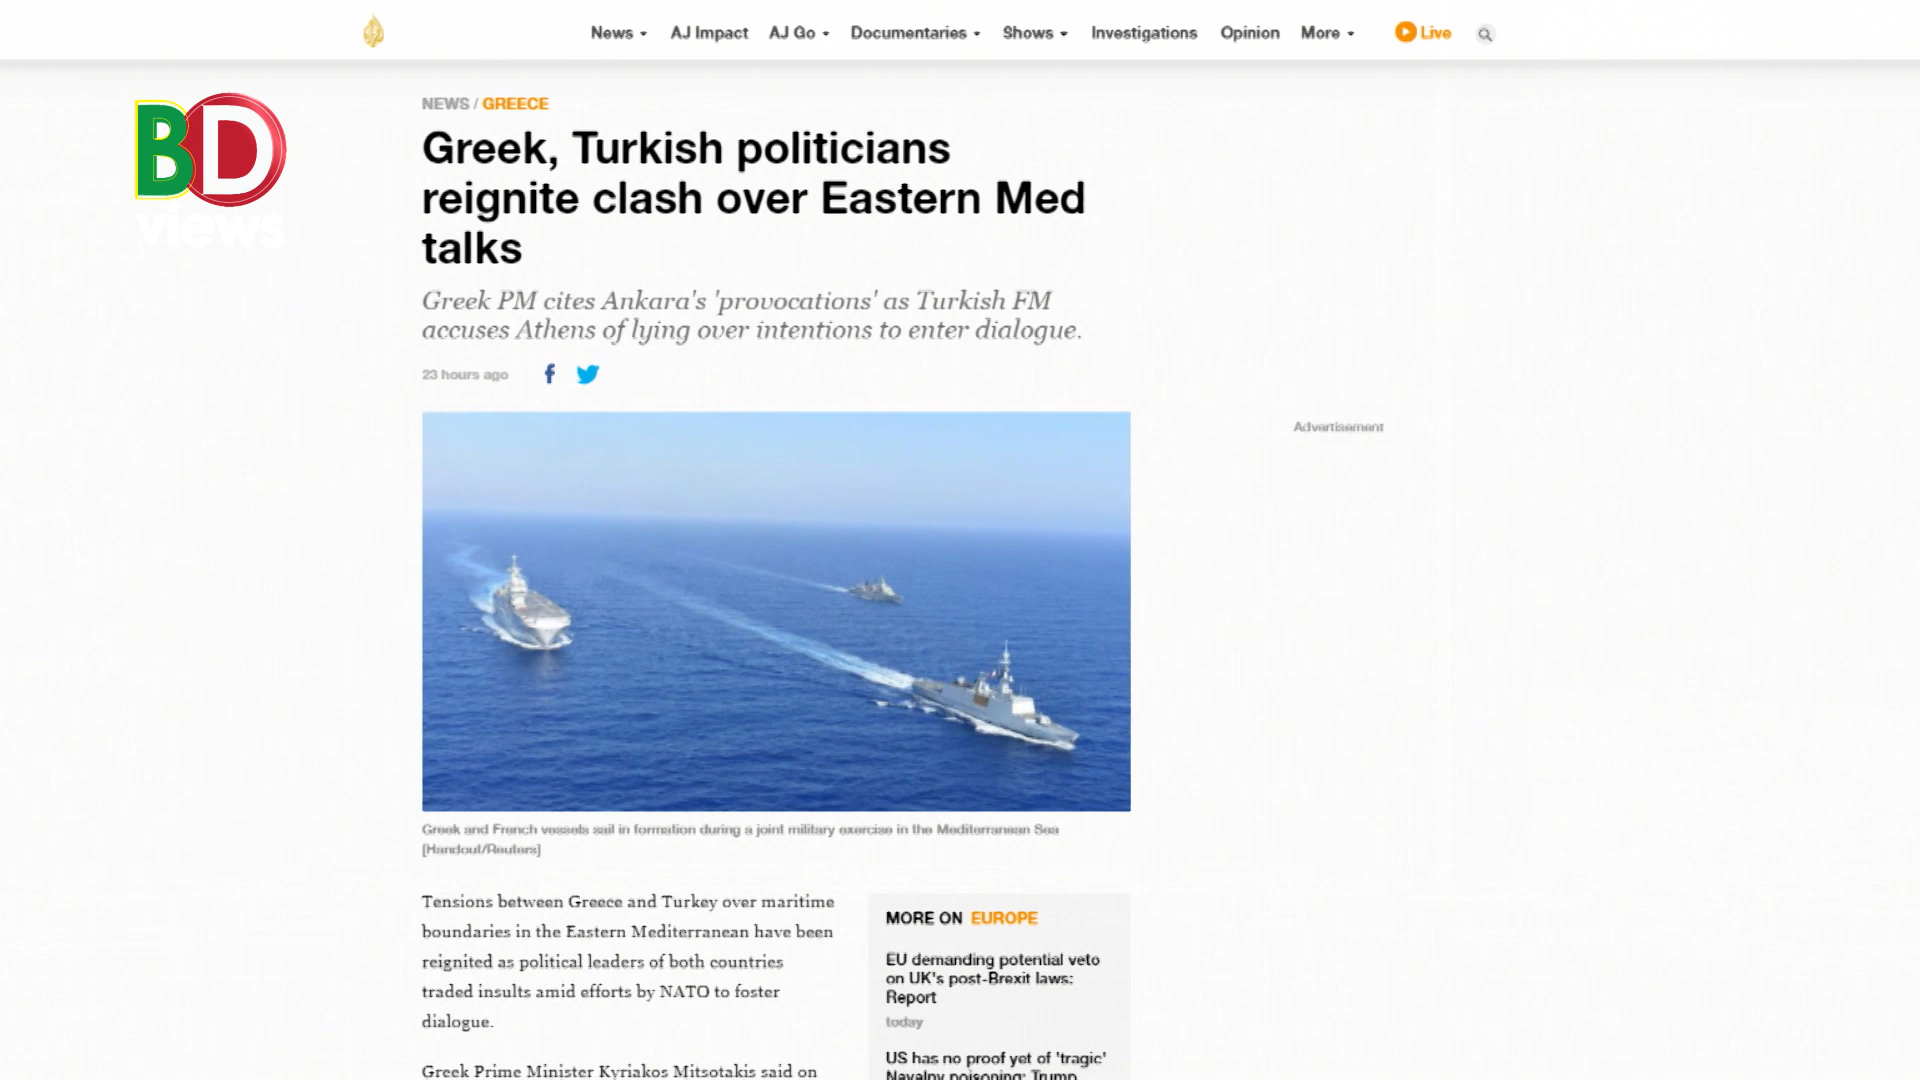 News
AJ Impact
AJ Go
Documentaries
Shows
Investigations
Opinion
More
Live
BD
views
NEWS / GREECE
Greek, Turkish politicians
reignite clash over Eastern Med
talks
Greek PM cites Ankara's 'provocations' as Turkish FM
accuses Athens of lying over intentions to enter dialogue.
23 hours ago
Advertisement
Greek and French vessels sail in formation during a joint military exercise in the Mediterranean Sea
[Handout/Reuters]
Tensions between Greece and Turkey over maritime
boundaries in the Eastern Mediterranean have been
reignited as political leaders of both countries
traded insults amid efforts by NATO to foster
dialogue.
Greek Prime Minister Kyriakos Mitsotakis said on
MORE ON EUROPE
EU demanding potential veto
on UK's post-Brexit laws:
Report
today
US has no proof yet of 'tragic'
Navalny poisoning: Trump